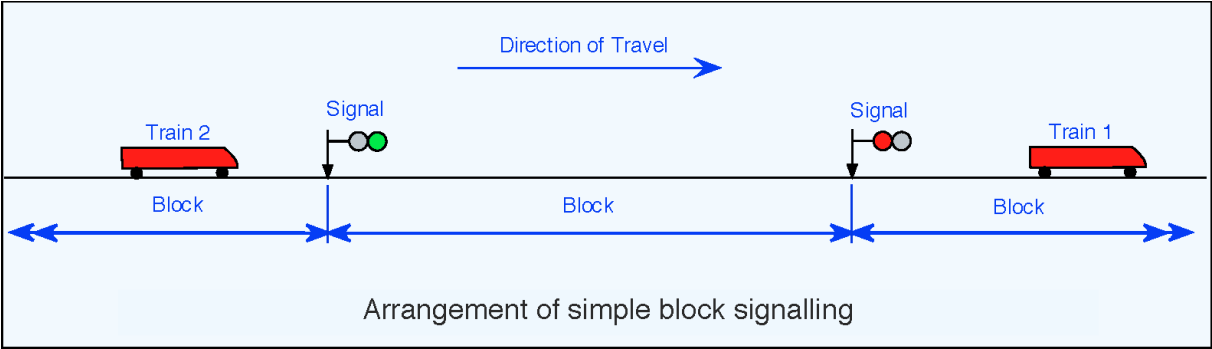 Direction of Travel
Signal
Signal
Train 2
Train 1
Block
Block
Block
Arrangement of simple block signalling